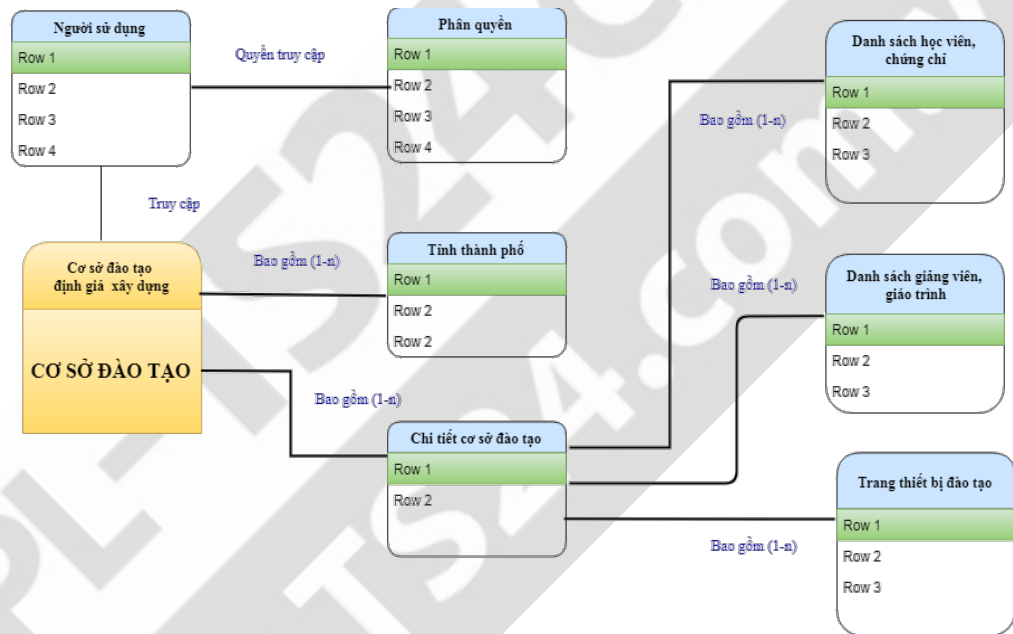 Người sử dụng
Row 1
Row 2
Row 3
Row 4
Quyền truy cập
Phân quyền
Row 1
Row 2
Row 3
Row 4
Danh sách học viên,
chứng chỉ
Row 1
Row 2
Row 3
Bao gồm (1-n)
Truy cập
Cơ sở đào tạo
định giá xây dựng
CƠ SỞ ĐÀO TẠO
Bao gồm (1-n)
Tỉnh thành phố
Row 1
Row 2
Row 2
Bao gồm (1-n)
Danh sách giảng viên,
giáo trình
Row 1
Row 2
Row 3
Bao gồm (1-n)
Chi tiết cơ sở đào tạo
Row 1
Row 2
Trang thiết bị đào tạo
Row 1
Row 2
Row 3
Bao gồm (1-n)
PL-TS24
TS24.com